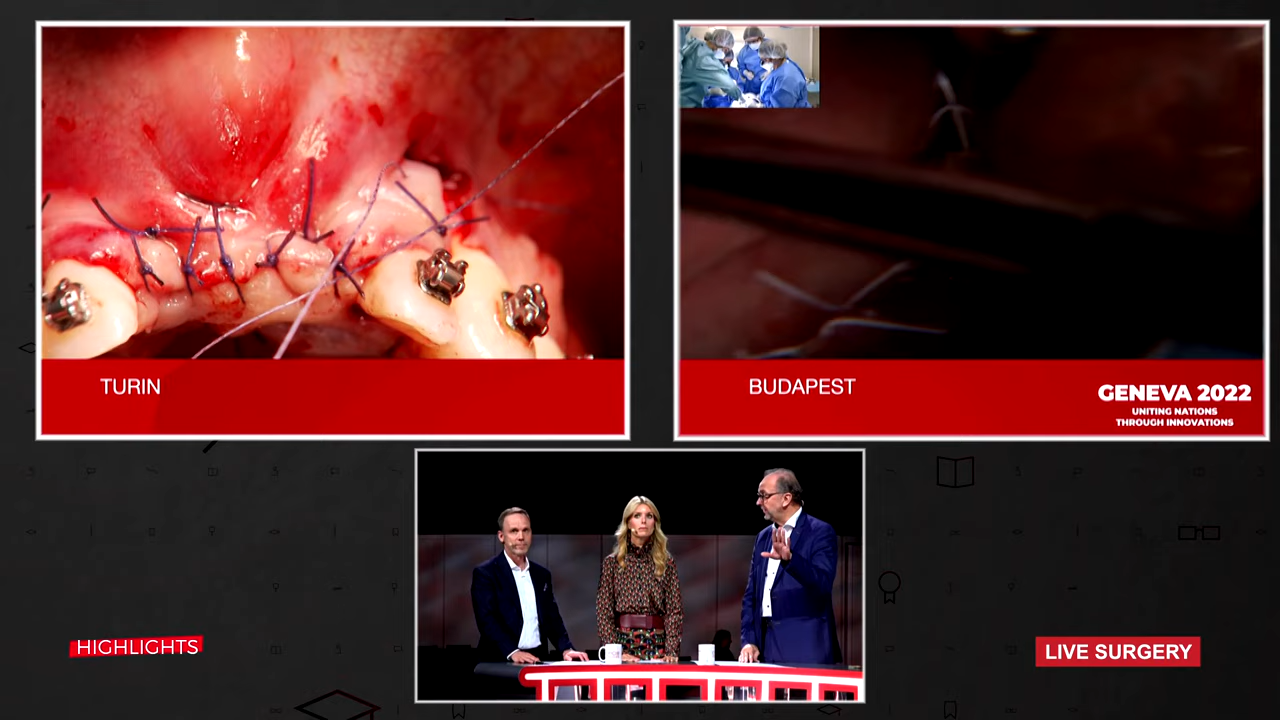 TURIN
BUDAPEST
GENEVA 2022
UNITING NATIONS
THROUGH INNOVATIONS
HIGHLIGHTS
LIVE SURGERY